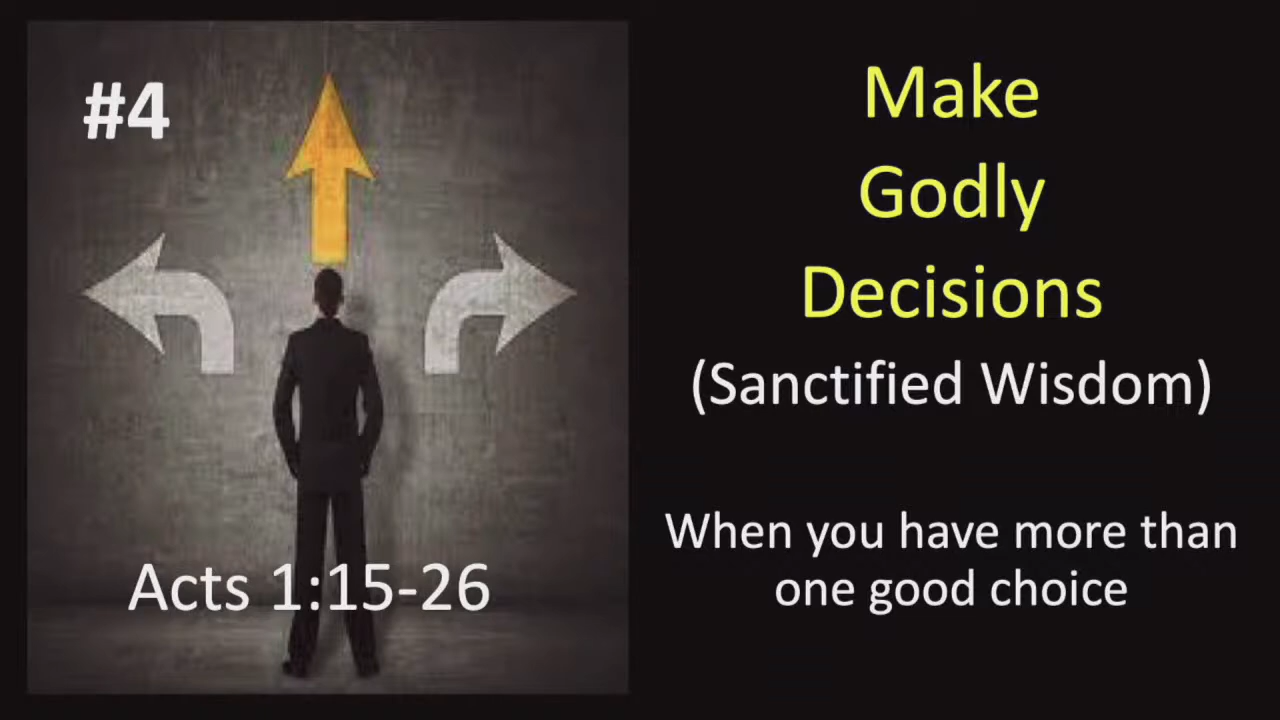 #4
Acts 1:15-26
Make
Godly
Decisions
(Sanctified Wisdom)
When you have more than
one good choice